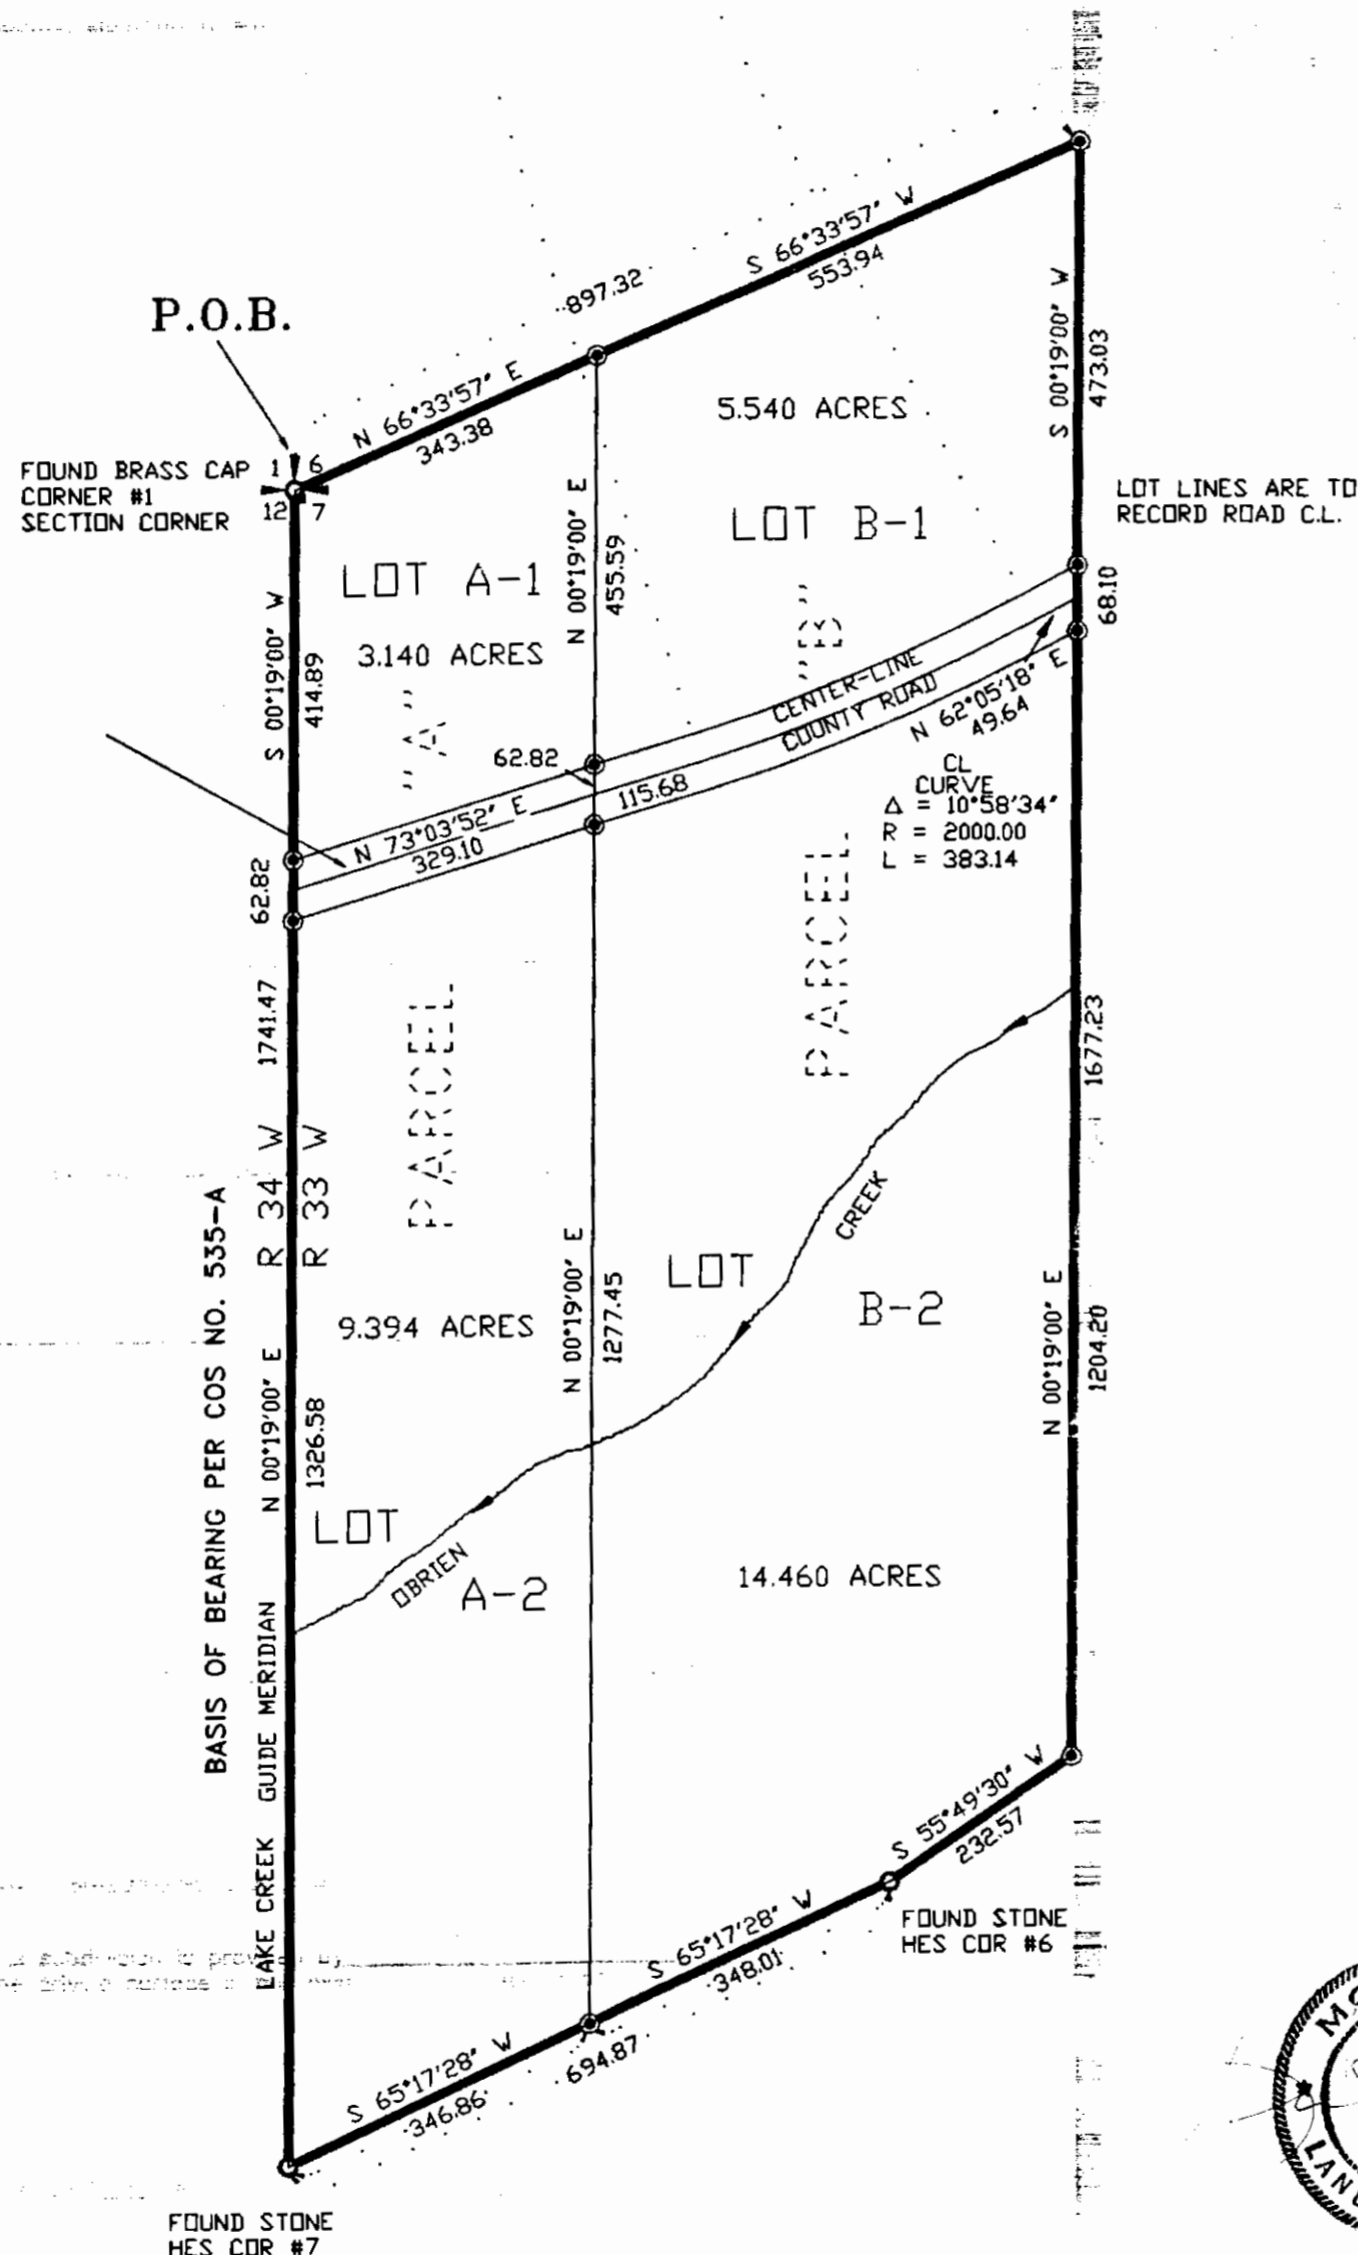 S 66°33'57" W
553.94
897.32
P.O.B.
N 66°33'57" E
343.38
S 00°19'00" W
473.03
5.540 ACRES
FOUND BRASS CAP
CORNER #1
SECTION CORNER
1 6
12 7
LOT LINES ARE TO
RECORD ROAD C.L.
LOT B-1
N 00°19'00" E
455.59
LOT A-1
3.140 ACRES
S 00°19'00" W
414.89
68.10
"B"
"A"
CENTER-LINE
COUNTY ROAD
N 62°05'18" E
49.64
62.82
115.68
CL
CURVE
Δ = 10°58'34"
R = 2000.00
L = 383.14
N 73°03'52" E
329.10
62.82
PARCEL
PARCEL
1741.47
1677.23
R 34 W
R 33 W
CREEK
LOT
B-2
BASIS OF BEARING PER COS NO. 535-A
9.394 ACRES
N 00°19'00" E
1277.45
N 00°19'00" E
1204.20
N 00°19'00" E
1326.58
LOT
A-2
OBRIEN
14.460 ACRES
LAKE CREEK GUIDE MERIDIAN
S 55°49'30" W
232.57
FOUND STONE
HES COR #6
S 65°17'28" W
348.01
694.87
S 65°17'28" W
346.86
FOUND STONE
HES COR #7
MO
LAN